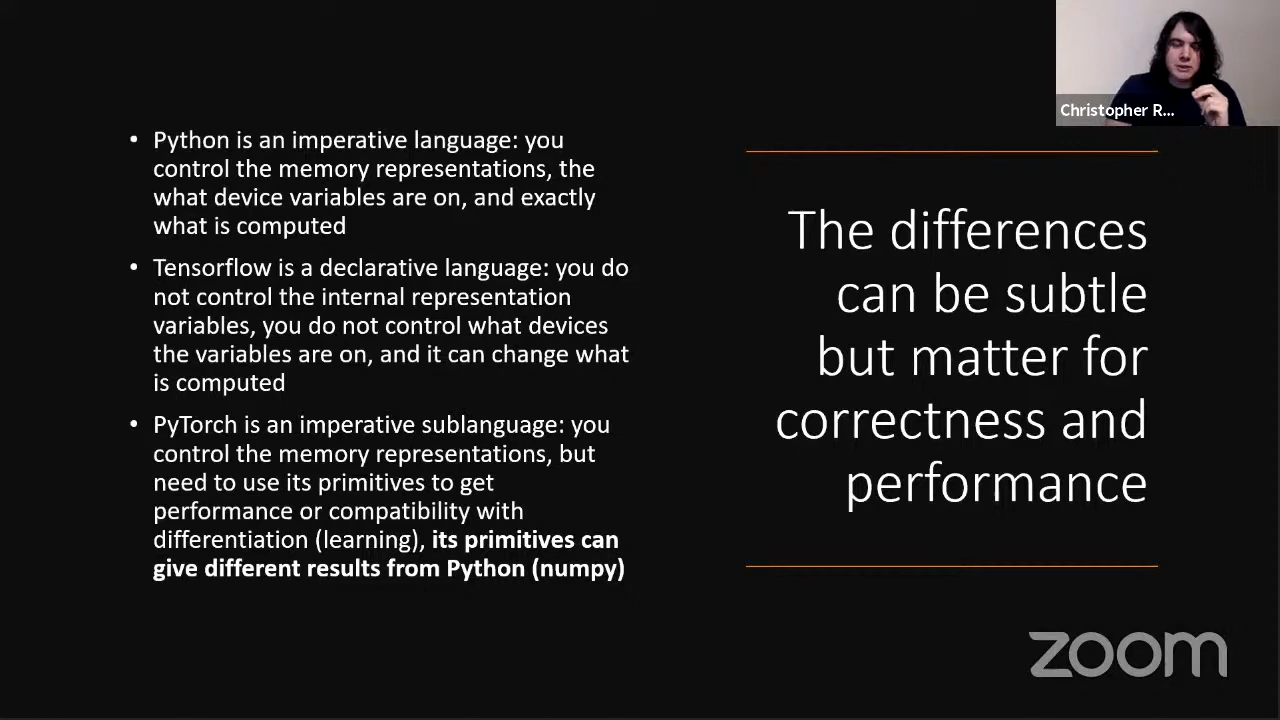 Christopher R...
• Python is an imperative language: you
control the memory representations, the
what device variables are on, and exactly
what is computed
• Tensorflow is a declarative language: you do
not control the internal representation
variables, you do not control what devices
the variables are on, and it can change what
is computed
• PyTorch is an imperative sublanguage: you
control the memory representations, but
need to use its primitives to get
performance or compatibility with
differentiation (learning), its primitives can
give different results from Python (numpy)
The differences
can be subtle
but matter for
correctness and
performance
zoom